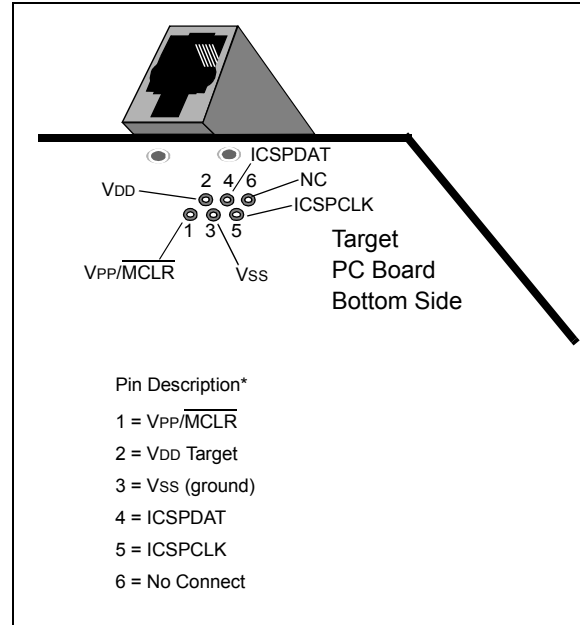 ICSPDAT
VDD
2 4 6
NC
ICSPCLK
1 3 5
VPP/MCLR
VSS
Target
PC Board
Bottom Side
Pin Description*
1 = VPP/MCLR
2 = VDD Target
3 = VSS (ground)
4 = ICSPDAT
5 = ICSPCLK
6 = No Connect